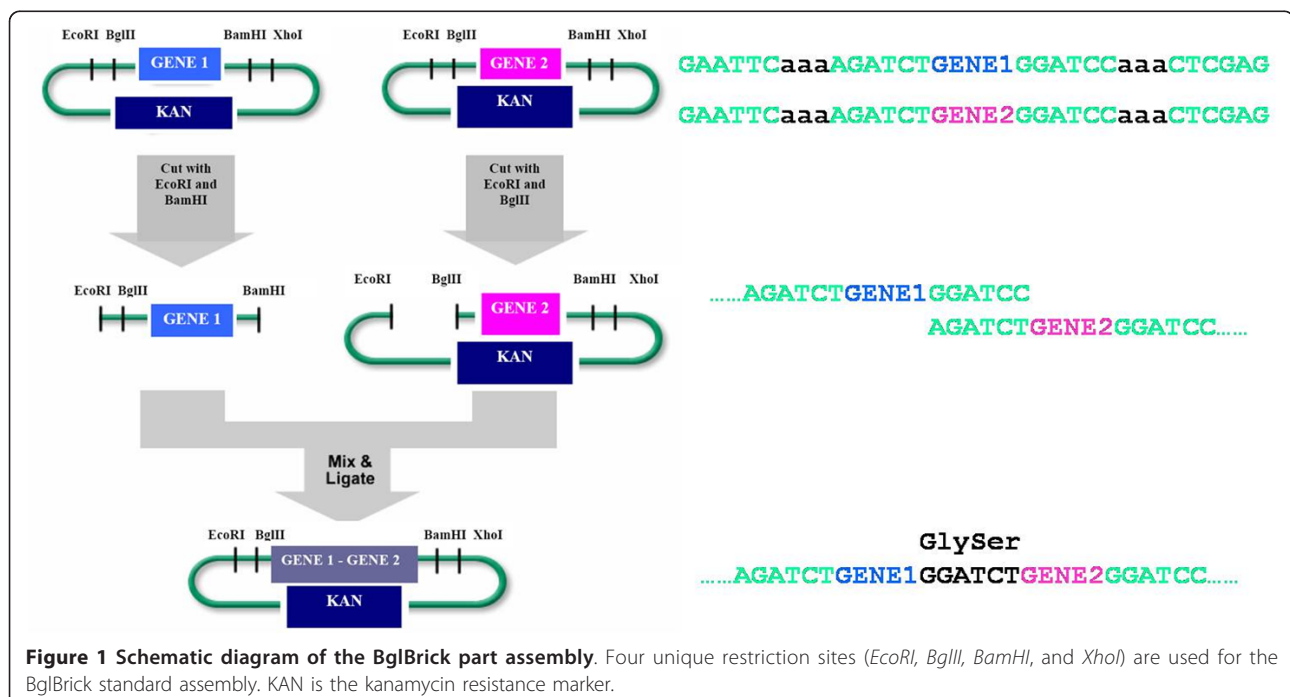 EcoRI BglII BamHI XhoI
GENE 1
KAN
EcoRI BglII BamHI XhoI
GENE 2
KAN
GAATTCaaaAGATCTGENE1GGATCCaaaCTCGAG
GAATTCaaaAGATCTGENE2GGATCCaaaCTCGAG
Cut with
EcoRI and
BamHI
Cut with
EcoRI and
BglII
EcoRI BglII BamHI
GENE 1
EcoRI BglII BamHI XhoI
GENE 2
KAN
……AGATCTGENE1GGATCC
AGATCTGENE2GGATCC……
Mix &
Ligate
EcoRI BglII BamHI XhoI
GENE 1 - GENE 2
KAN
GlySer
……AGATCTGENE1GGATCTGENE2GGATCC……
Figure 1 Schematic diagram of the BglBrick part assembly. Four unique restriction sites (EcoRI, BglII, BamHI, and XhoI) are used for the
BglBrick standard assembly. KAN is the kanamycin resistance marker.